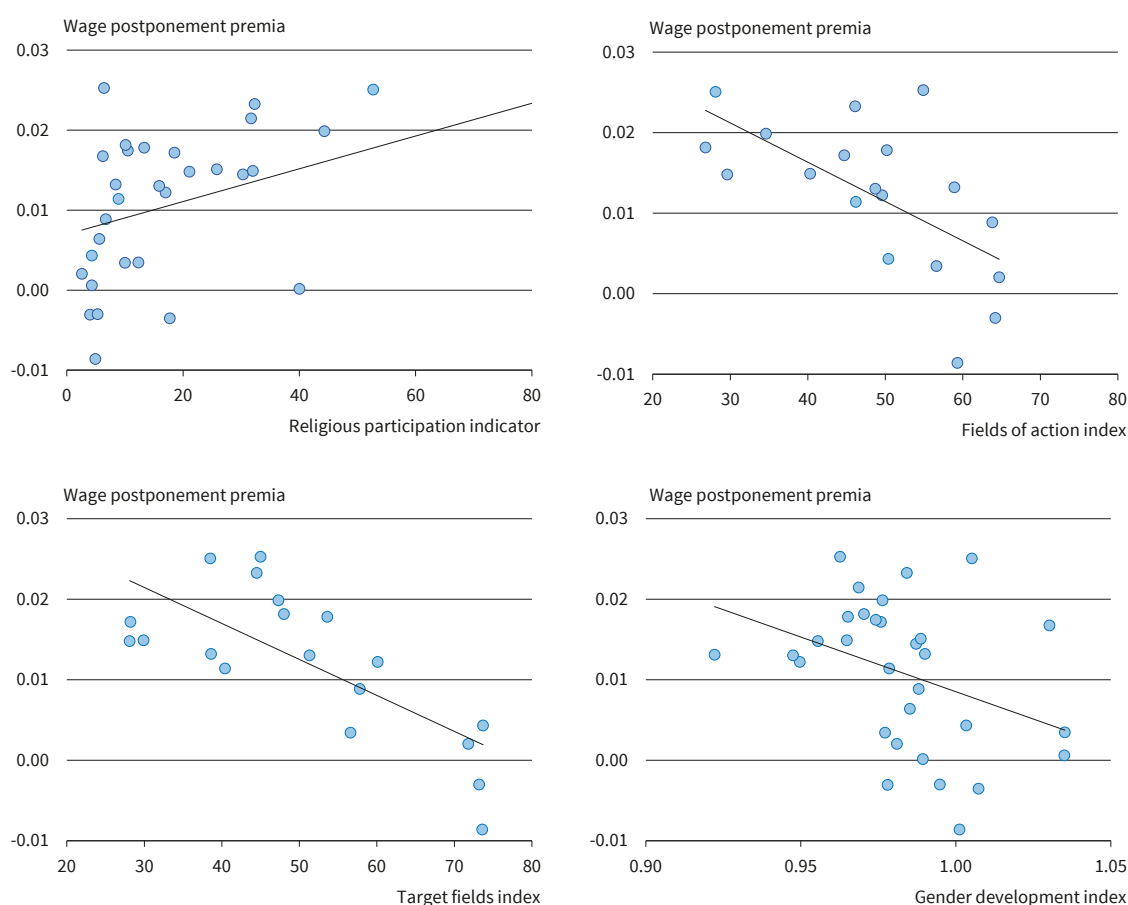 Wage postponement premia
0.03
0.02
0.01
0.00
-0.01
0 20 40 60 80
Religious participation indicator
Wage postponement premia
0.03
0.02
0.01
0.00
-0.01
20 30 40 50 60 70 80
Fields of action index
Wage postponement premia
0.03
0.02
0.01
0.00
-0.01
20 30 40 50 60 70 80
Target fields index
Wage postponement premia
0.03
0.02
0.01
0.00
-0.01
0.90 0.95 1.00 1.05
Gender development index